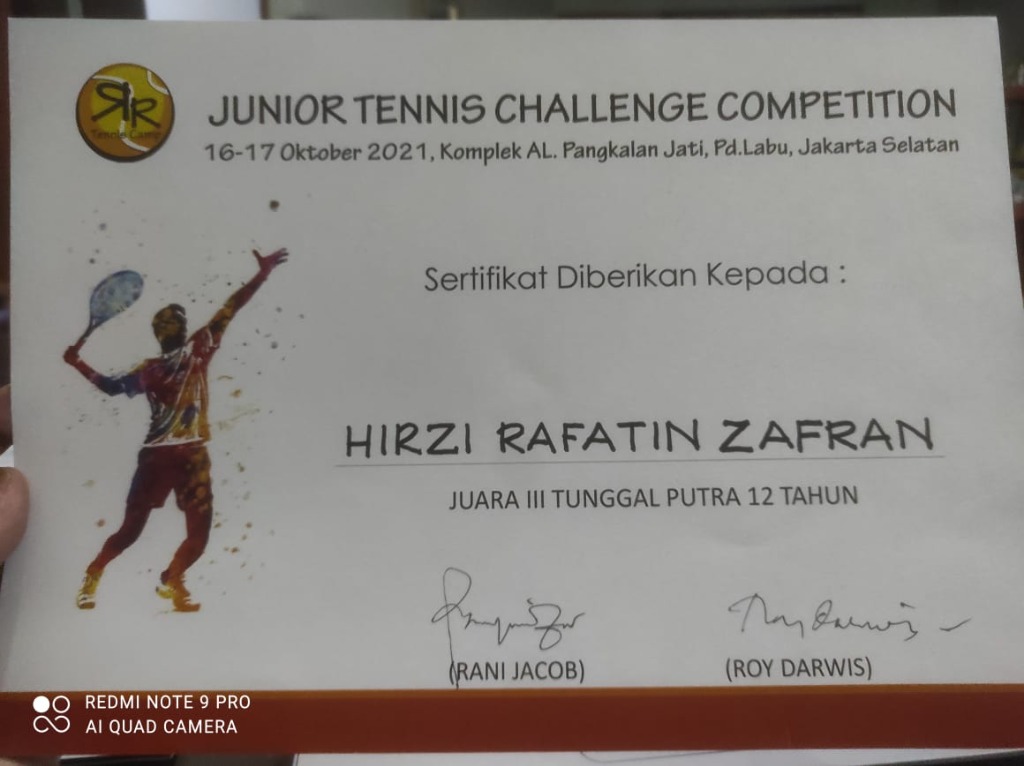 RR
Tennis Camp
JUNIOR TENNIS CHALLENGE COMPETITION
16-17 Oktober 2021, Komplek AL. Pangkalan Jati, Pd.Labu, Jakarta Selatan
Sertifikat Diberikan Kepada :
HIRZI RAFATIN ZAFRAN
JUARA III TUNGGAL PUTRA 12 TAHUN
(RANI JACOB) (ROY DARWIS)
REDMI NOTE 9 PRO
AI QUAD CAMERA